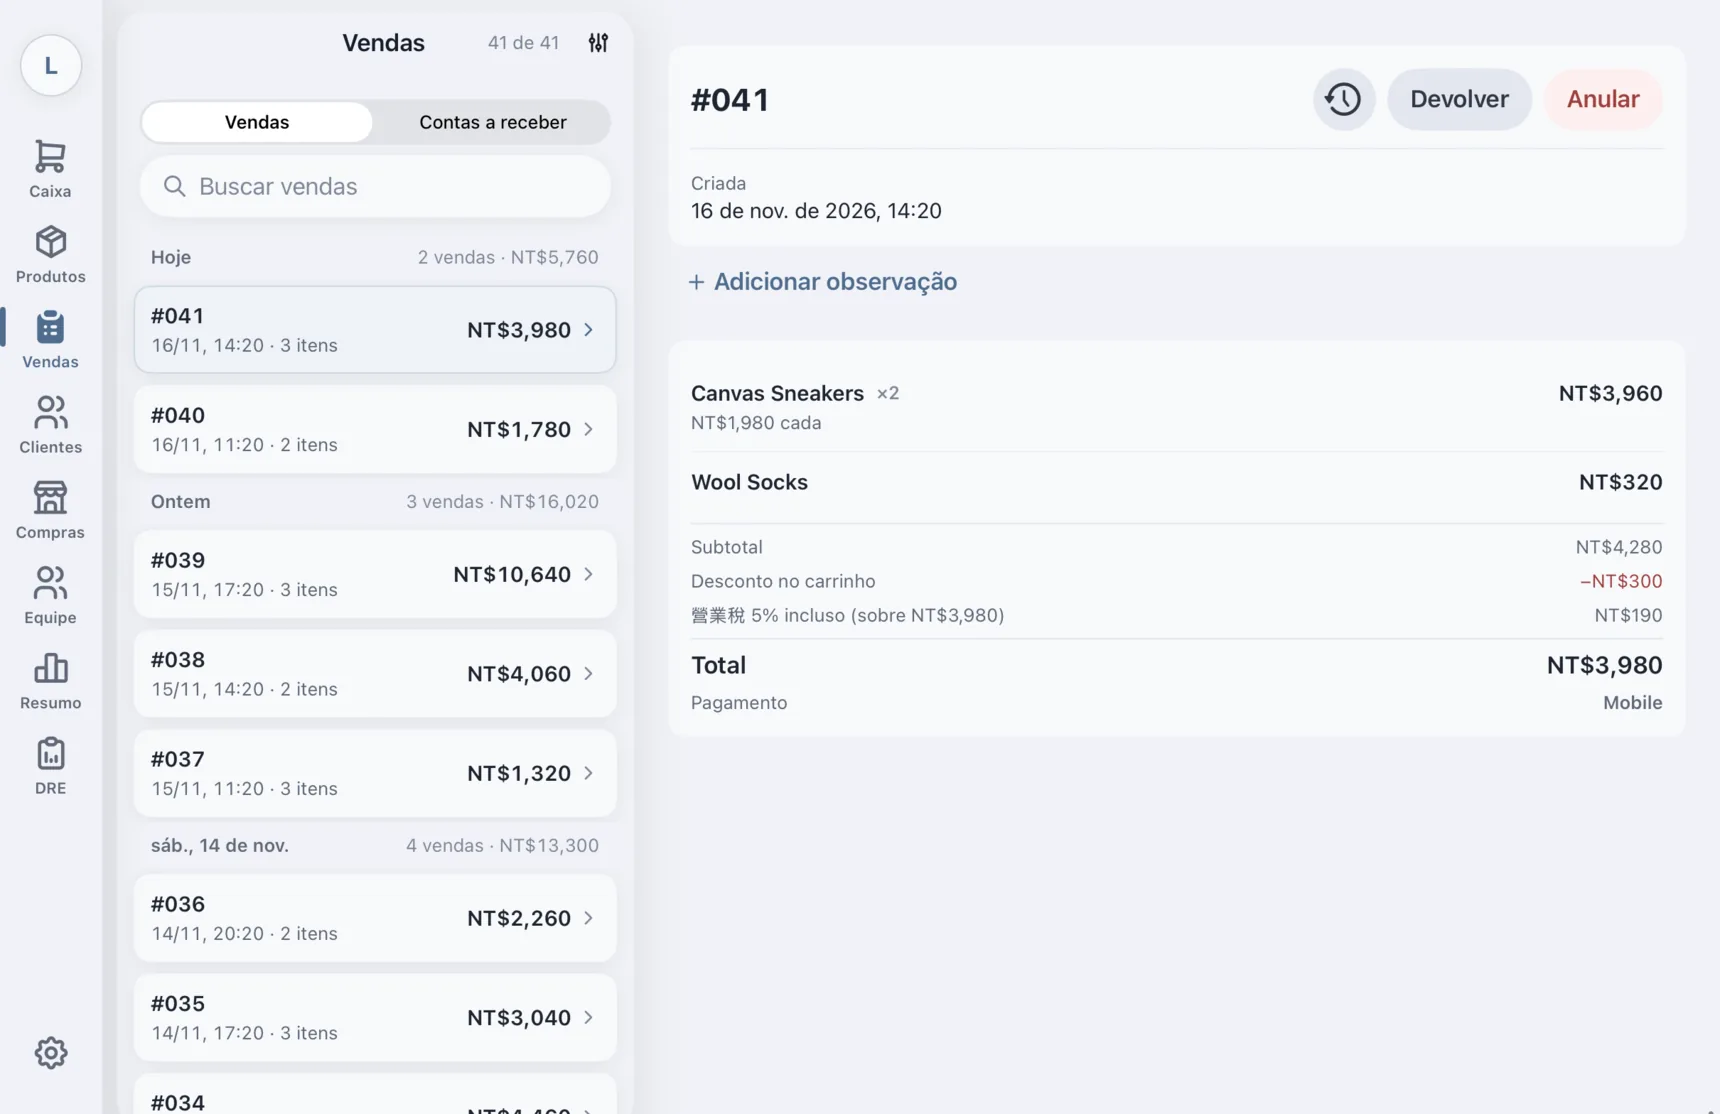 L
Caixa
Produtos
Vendas
Clientes
Compras
Equipe
Resumo
DRE
Vendas
41 de 41
Vendas
Contas a receber
Buscar vendas
Hoje
2 vendas · NT$5,760
#041
NT$3,980
16/11, 14:20 · 3 itens
#040
NT$1,780
16/11, 11:20 · 2 itens
Ontem
3 vendas · NT$16,020
#039
NT$10,640
15/11, 17:20 · 3 itens
#038
NT$4,060
15/11, 14:20 · 2 itens
#037
NT$1,320
15/11, 11:20 · 3 itens
sáb., 14 de nov.
4 vendas · NT$13,300
#036
NT$2,260
14/11, 20:20 · 2 itens
#035
NT$3,040
14/11, 17:20 · 3 itens
#034
#041
Devolver
Anular
Criada
16 de nov. de 2026, 14:20
+ Adicionar observação
Canvas Sneakers ×2
NT$3,960
NT$1,980 cada
Wool Socks
NT$320
Subtotal
NT$4,280
Desconto no carrinho
−NT$300
營業稅 5% incluso (sobre NT$3,980)
NT$190
Total
NT$3,980
Pagamento
Mobile